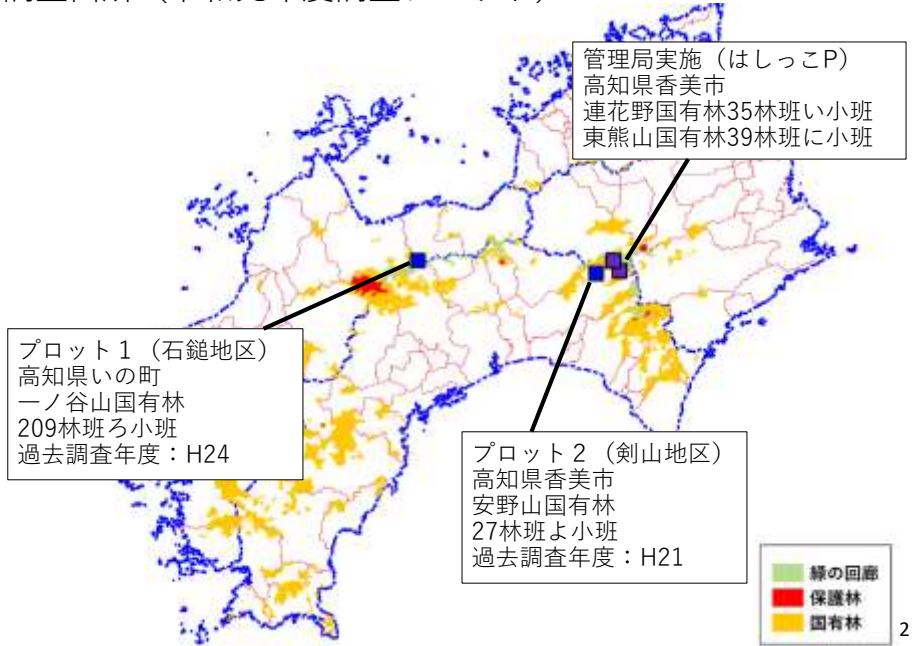 管理局実施（はしっこP）
高知県香美市
連花野国有林35林班い小班
東熊山国有林39林班に小班
プロット１（石鎚地区）
高知県いの町
一ノ谷山国有林
209林班ろ小班
過去調査年度：H24
プロット２（剣山地区）
高知県香美市
安野山国有林
27林班よ小班
過去調査年度：H21
緑の回廊
保護林
国有林
2